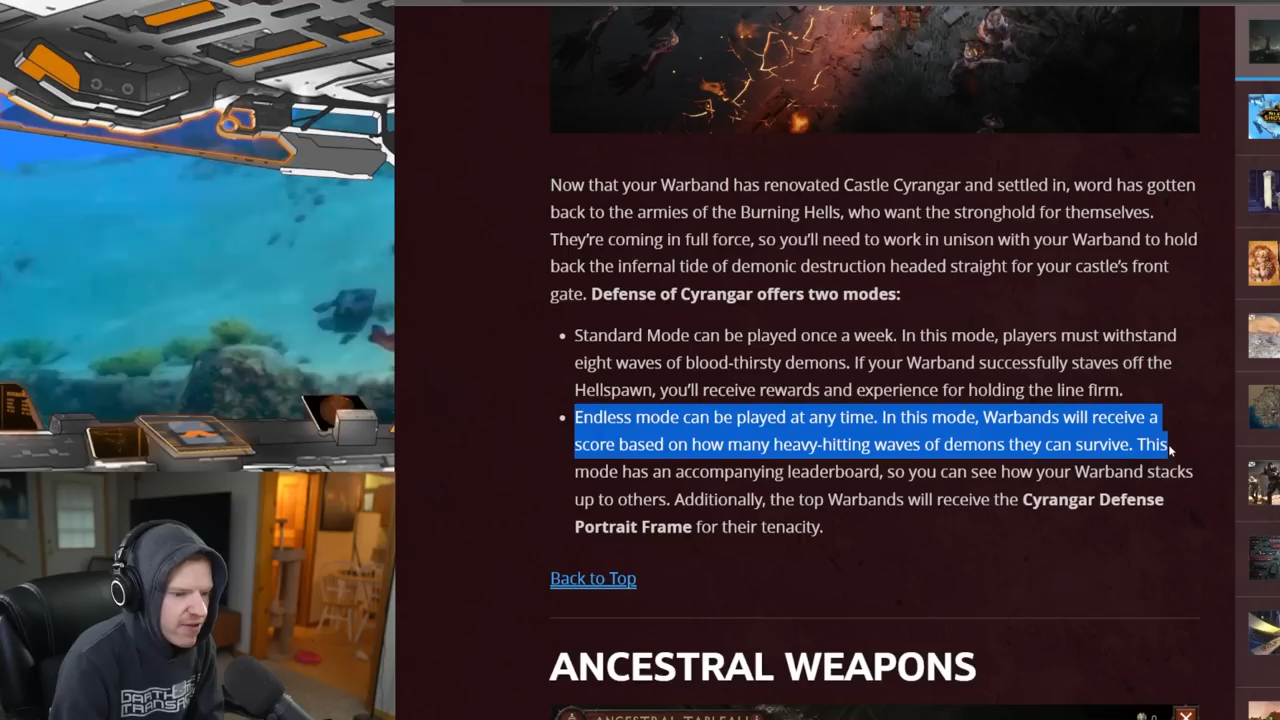 Now that your Warband has renovated Castle Cyrangar and settled in, word has gotten
back to the armies of the Burning Hells, who want the stronghold for themselves.
They’re coming in full force, so you’ll need to work in unison with your Warband to hold
back the infernal tide of demonic destruction headed straight for your castle’s front
gate. Defense of Cyrangar offers two modes:
• Standard Mode can be played once a week. In this mode, players must withstand
eight waves of blood-thirsty demons. If your Warband successfully staves off the
Hellspawn, you’ll receive rewards and experience for holding the line firm.
• Endless mode can be played at any time. In this mode, Warbands will receive a
score based on how many heavy-hitting waves of demons they can survive. This
mode has an accompanying leaderboard, so you can see how your Warband stacks
up to others. Additionally, the top Warbands will receive the Cyrangar Defense
Portrait Frame for their tenacity.
Back to Top
ANCESTRAL WEAPONS
ANCESTRAL TABLEAU
DARTH